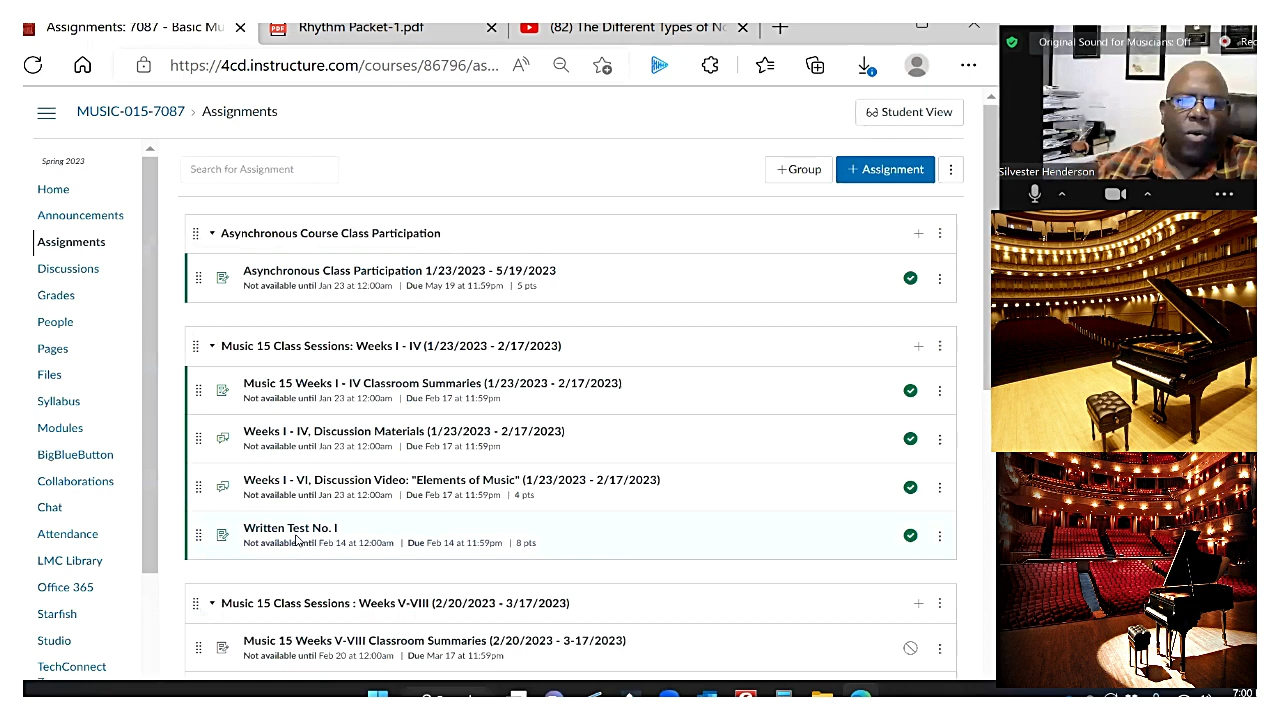 Assignments: 7087 - Basic Mu
Rhythm Packet-1.pdf
(82) The Different Types of No
https://4cd.instructure.com/courses/86796/as...
MUSIC-015-7087 › Assignments
Student View
Spring 2023
Home
Announcements
Assignments
Discussions
Grades
People
Pages
Files
Syllabus
Modules
BigBlueButton
Collaborations
Chat
Attendance
LMC Library
Office 365
Starfish
Studio
TechConnect
Search for Assignment
+Group
+ Assignment
Asynchronous Course Class Participation
Asynchronous Class Participation 1/23/2023 - 5/19/2023
Not available until Jan 23 at 12:00am | Due May 19 at 11:59pm | 5 pts
Music 15 Class Sessions: Weeks I - IV (1/23/2023 - 2/17/2023)
Music 15 Weeks I - IV Classroom Summaries (1/23/2023 - 2/17/2023)
Not available until Jan 23 at 12:00am | Due Feb 17 at 11:59pm
Weeks I - IV, Discussion Materials (1/23/2023 - 2/17/2023)
Not available until Jan 23 at 12:00am | Due Feb 17 at 11:59pm
Weeks I - VI, Discussion Video: "Elements of Music" (1/23/2023 - 2/17/2023)
Not available until Jan 23 at 12:00am | Due Feb 17 at 11:59pm | 4 pts
Written Test No. I
Not available until Feb 14 at 12:00am | Due Feb 14 at 11:59pm | 8 pts
Music 15 Class Sessions : Weeks V-VIII (2/20/2023 - 3/17/2023)
Music 15 Weeks V-VIII Classroom Summaries (2/20/2023 - 3-17/2023)
Not available until Feb 20 at 12:00am | Due Mar 17 at 11:59pm
Original Sound for Musicians: Off
Rec
Silvester Henderson
7:00